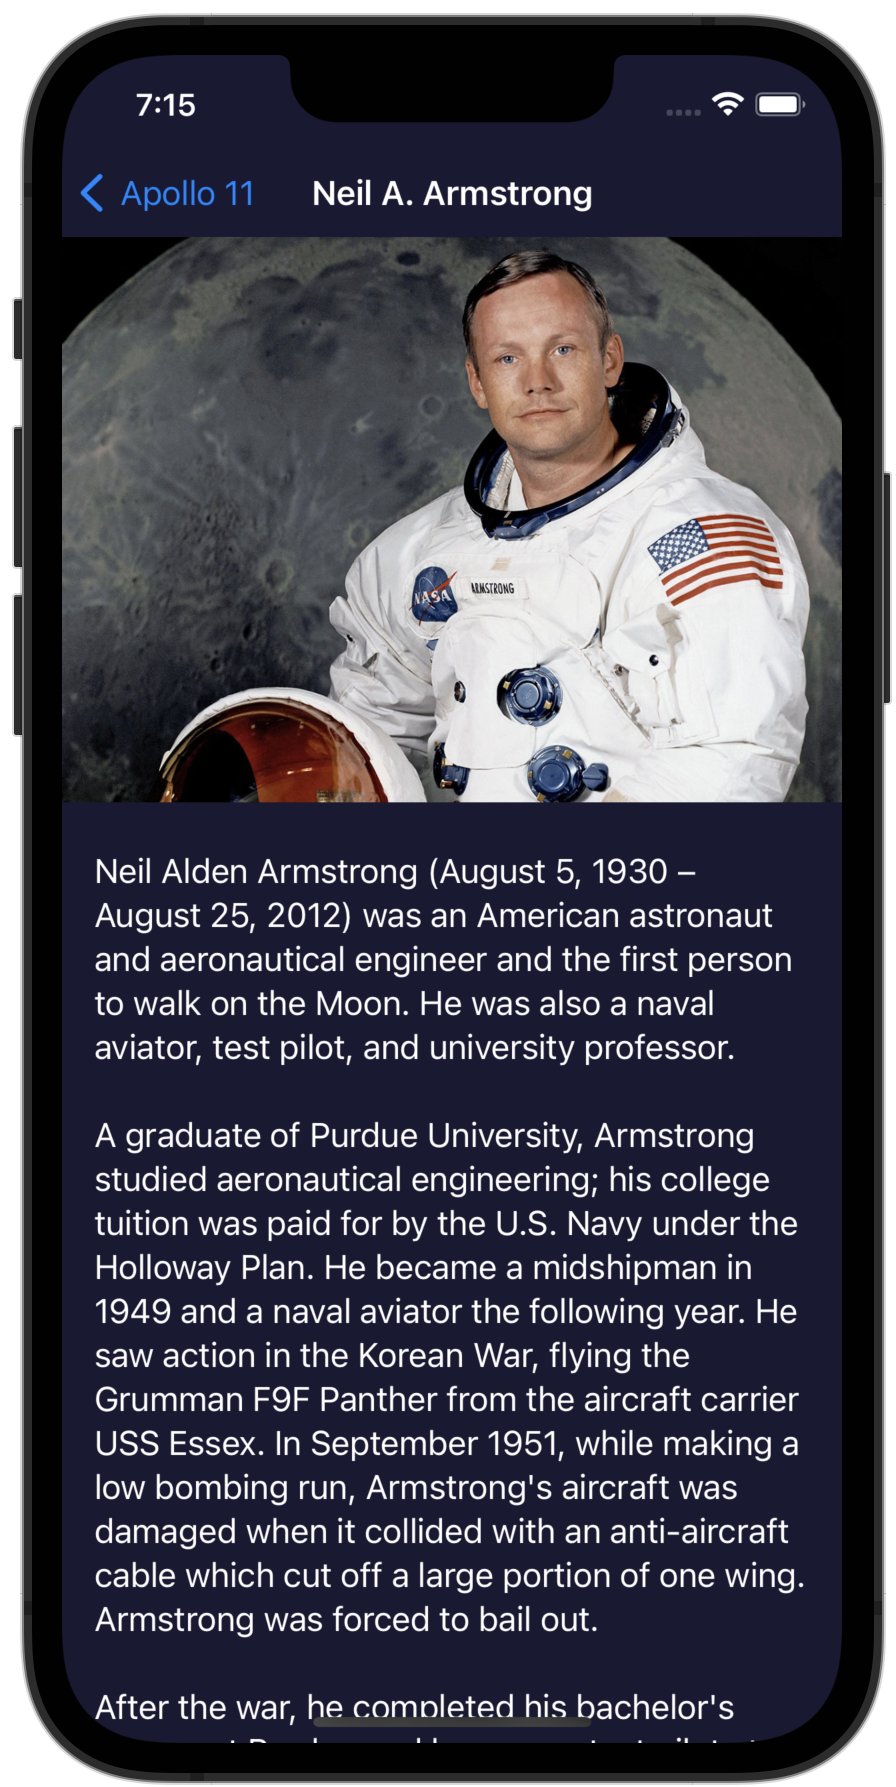 7:15
Apollo 11
Neil A. Armstrong
NASA
ARMSTRONG
Neil Alden Armstrong (August 5, 1930 –
August 25, 2012) was an American astronaut
and aeronautical engineer and the first person
to walk on the Moon. He was also a naval
aviator, test pilot, and university professor.
A graduate of Purdue University, Armstrong
studied aeronautical engineering; his college
tuition was paid for by the U.S. Navy under the
Holloway Plan. He became a midshipman in
1949 and a naval aviator the following year. He
saw action in the Korean War, flying the
Grumman F9F Panther from the aircraft carrier
USS Essex. In September 1951, while making a
low bombing run, Armstrong's aircraft was
damaged when it collided with an anti-aircraft
cable which cut off a large portion of one wing.
Armstrong was forced to bail out.
After the war, he completed his bachelor's